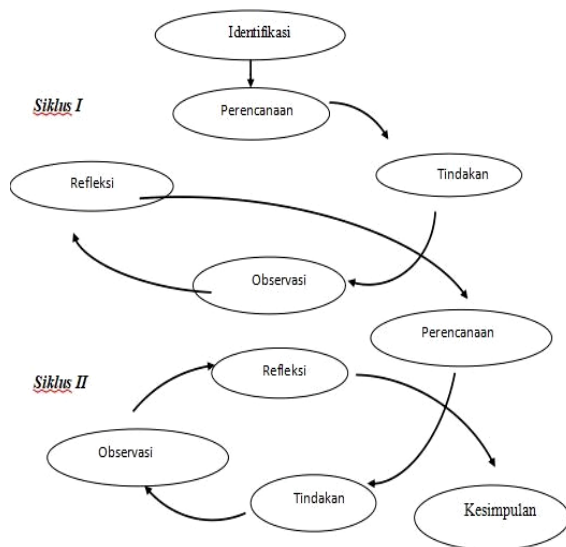 Identifikasi
Siklus I
Perencanaan
Tindakan
Refleksi
Observasi
Perencanaan
Siklus II
Refleksi
Observasi
Tindakan
Kesimpulan